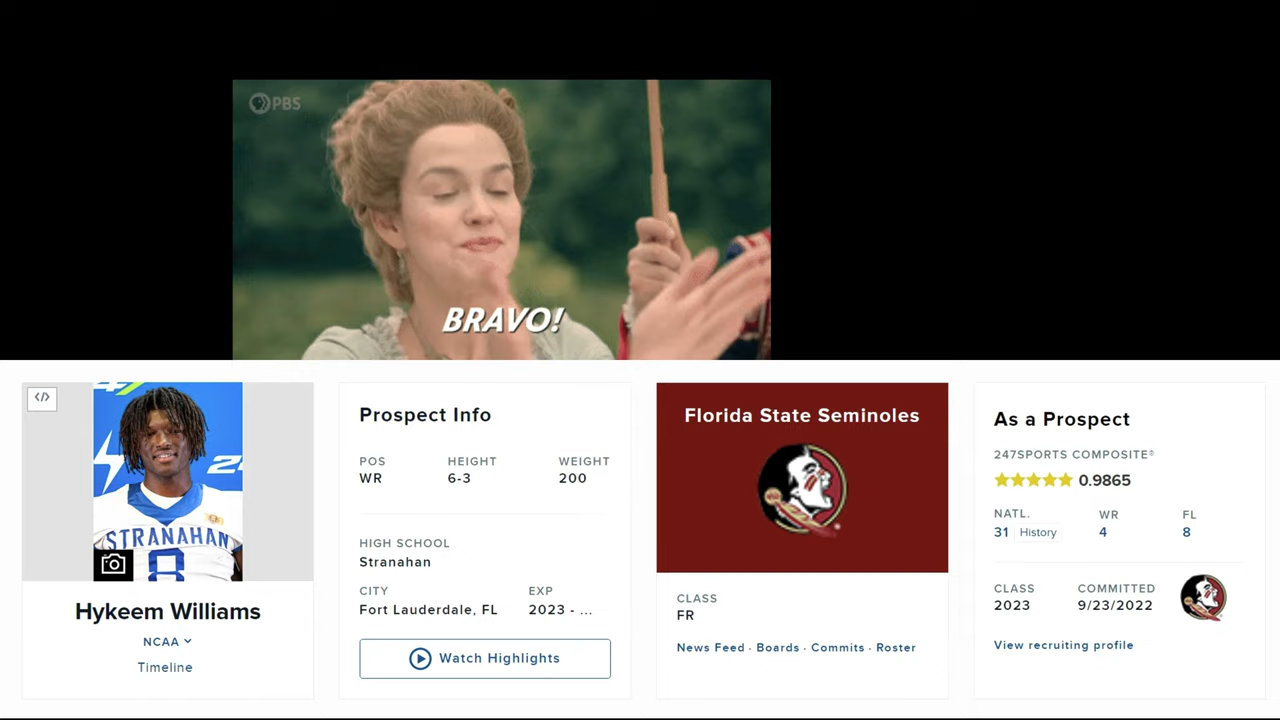 PBS
BRAVO!
</>
STRANAHAN
8
Hykeem Williams
NCAA
Timeline
Prospect Info
POS HEIGHT WEIGHT
WR 6-3 200
HIGH SCHOOL
Stranahan
CITY EXP
Fort Lauderdale, FL 2023 - ...
Watch Highlights
Florida State Seminoles
CLASS
FR
News Feed · Boards · Commits · Roster
As a Prospect
247SPORTS COMPOSITE®
0.9865
NATL. WR FL
31 History 4 8
CLASS COMMITTED
2023 9/23/2022
View recruiting profile